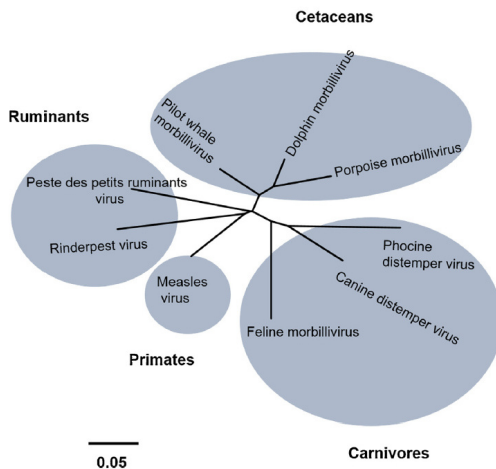 Cetaceans
Pilot whale
morbillivirus
Dolphin morbillivirus
Porpoise morbillivirus
Ruminants
Peste des petits ruminants
virus
Rinderpest virus
Measles
virus
Primates
Phocine
distemper virus
Canine distemper virus
Feline morbillivirus
Carnivores
0.05